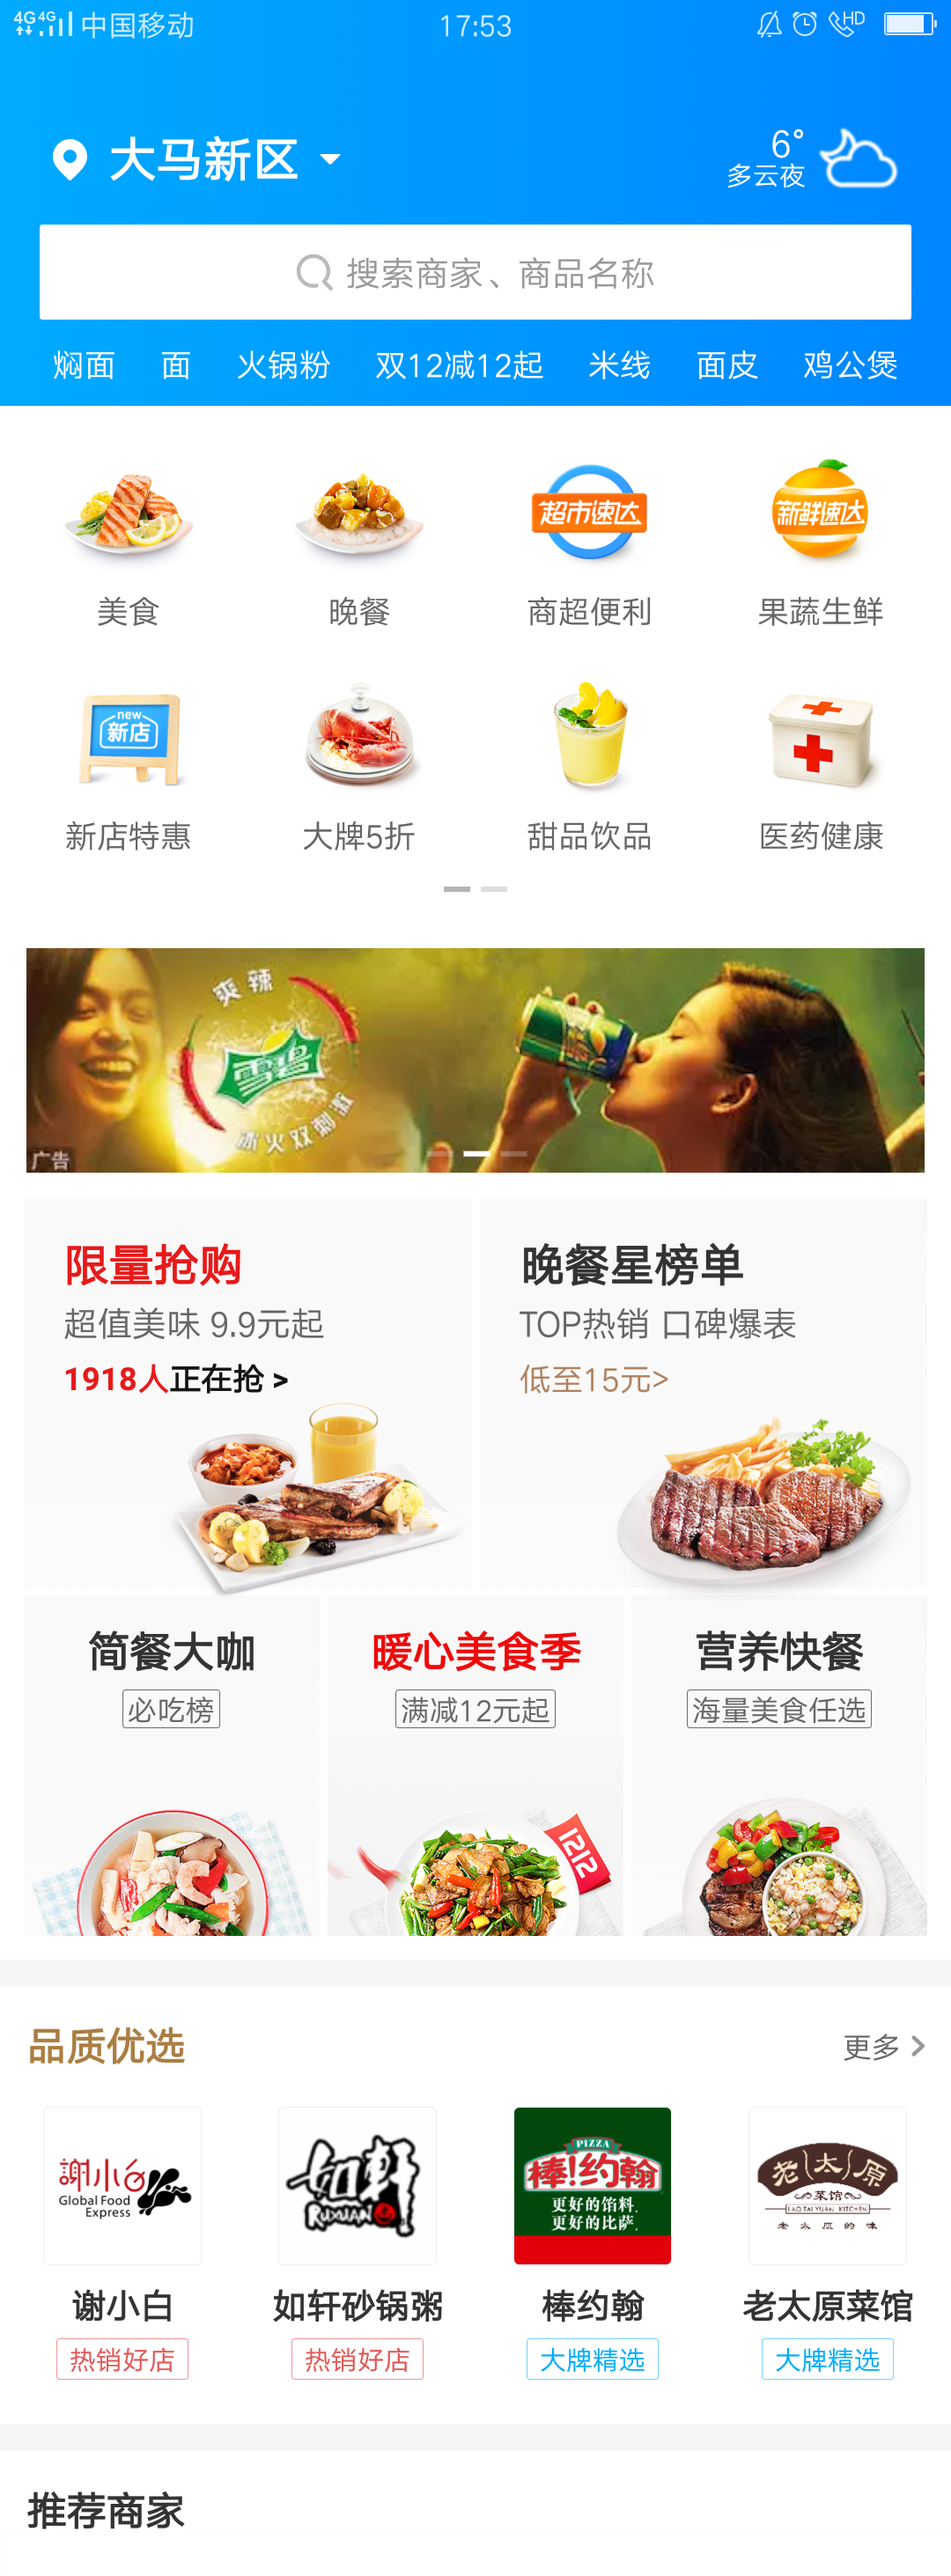 4G 4G 中国移动 17:53 HD
大马新区 6°
多云夜
搜索商家、商品名称
焖面 面 火锅粉 双12减12起 米线 面皮 鸡公煲
超市速达 新鲜速达
美食 晚餐 商超便利 果蔬生鲜
new
新店
新店特惠 大牌5折 甜品饮品 医药健康
爽辣
雪碧
冰火双刺激
广告
限量抢购 晚餐星榜单
超值美味 9.9元起 TOP热销 口碑爆表
1918人正在抢 > 低至15元>
简餐大咖 暖心美食季 营养快餐
必吃榜 满减12元起 海量美食任选
1212
品质优选 更多
謝小白
Global Food
Express
如軒
RUXUAN
PIZZA
棒!约翰
更好的馅料,
更好的比萨。
老太原
菜馆
LAO TAI YUAN KITCHEN
老太原的味
谢小白 如轩砂锅粥 棒约翰 老太原菜馆
热销好店 热销好店 大牌精选 大牌精选
推荐商家